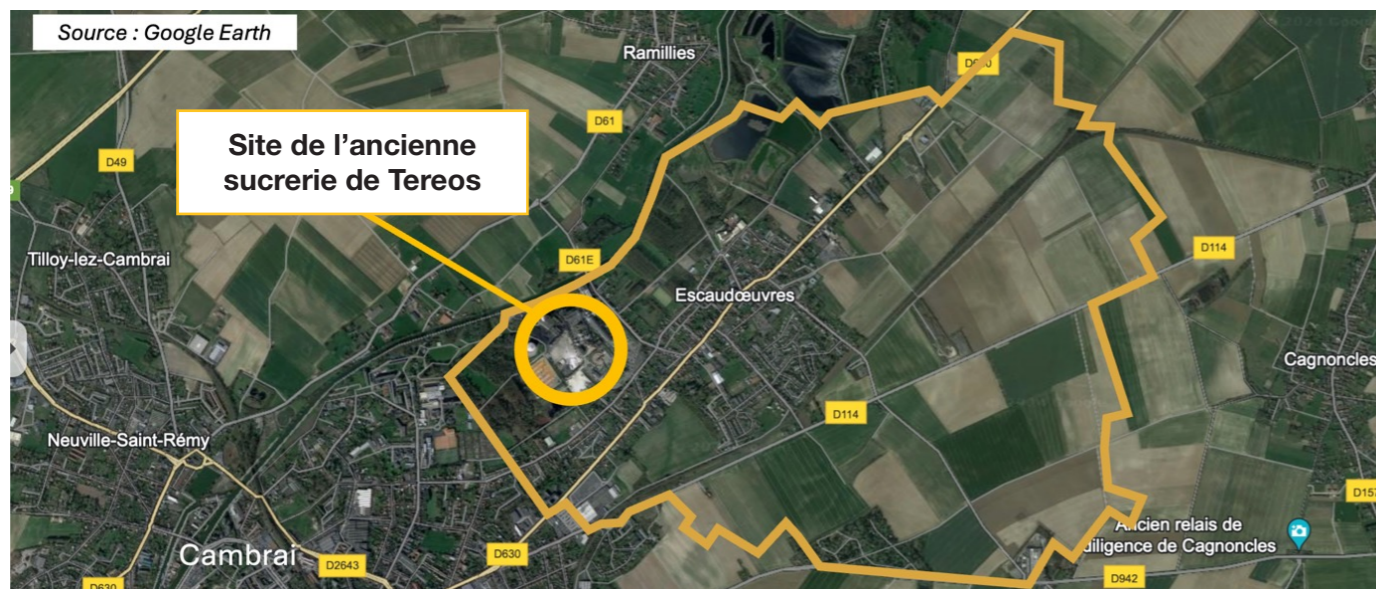 Source : Google Earth
Ramillies
D61
Site de l'ancienne
sucrerie de Tereos
D49
Tilloy-lez-Cambrai
D61E
D114
Escaudœuvres
Cagnoncles
D114
Neuville-Saint-Rémy
Ancien relais de
diligence de Cagnoncles
Cambrai
D2643
D630
D942
D630